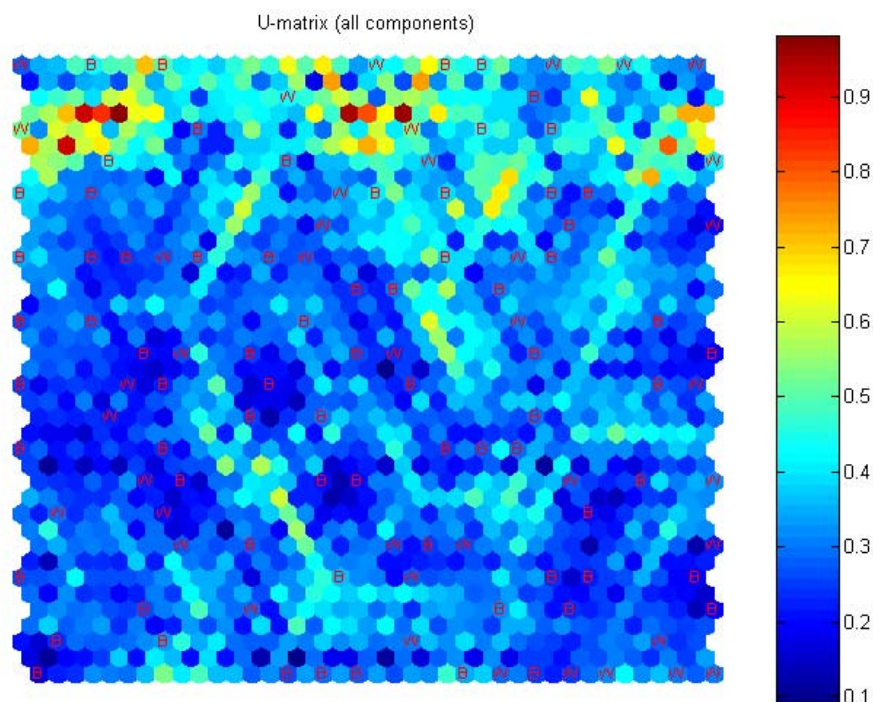 U-matrix (all components)
W B B W B B W W W
W B
W B W B B
B B W W
B B W B B B B
W B W
B B B W B B W W B
B B B
B B B W B
B W B B W B B
B W B B B B W
W B B B
B B B B B
W B B B W B W
W W B
W B W B W W
B B W B B B
B W W B B
B B W W
B B B B B W B W W W W
0.9
0.8
0.7
0.6
0.5
0.4
0.3
0.2
0.1